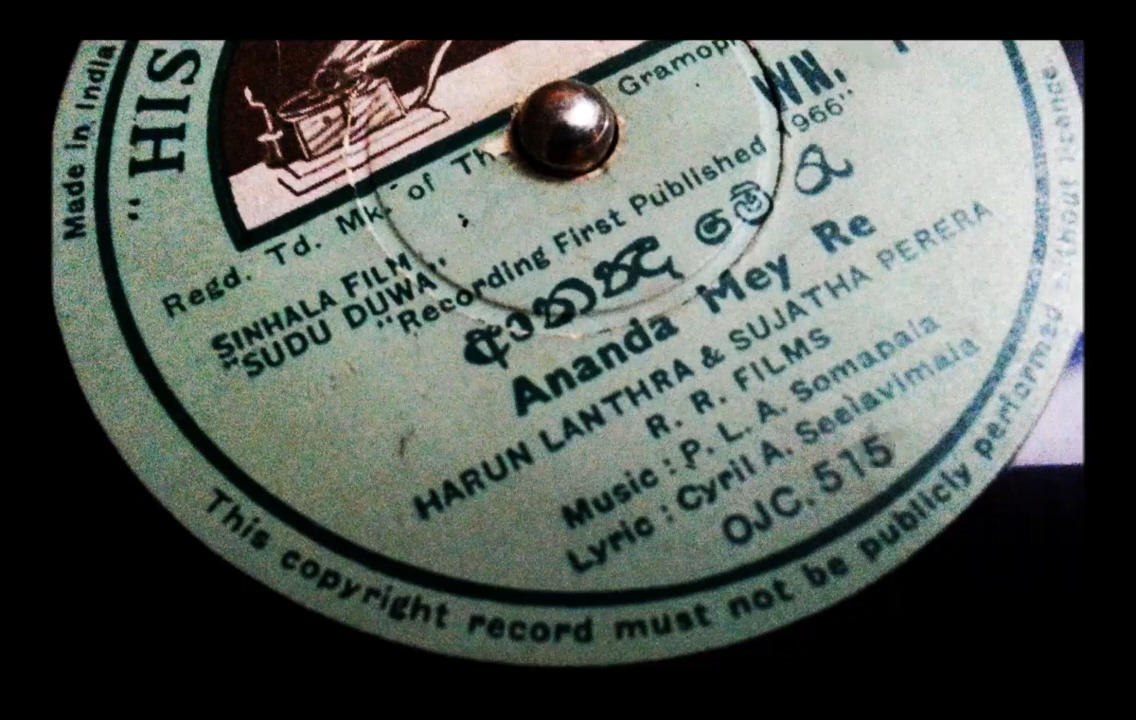 Made in India
"HIS
Regd. Td. Mk. of Th
Gramoph
WN.
SINHALA FILM
"SUDU DUWA"
"Recording First Published 1966"
ආනන්ද මේ රෑ
Ananda Mey Re
HARUN LANTHRA & SUJATHA PERERA
R. R. FILMS
Music : P. L. A. Somapala
Lyric : Cyril A. Seelavimala
OJC. 515
This copyright record must not be publicly performed without licence.